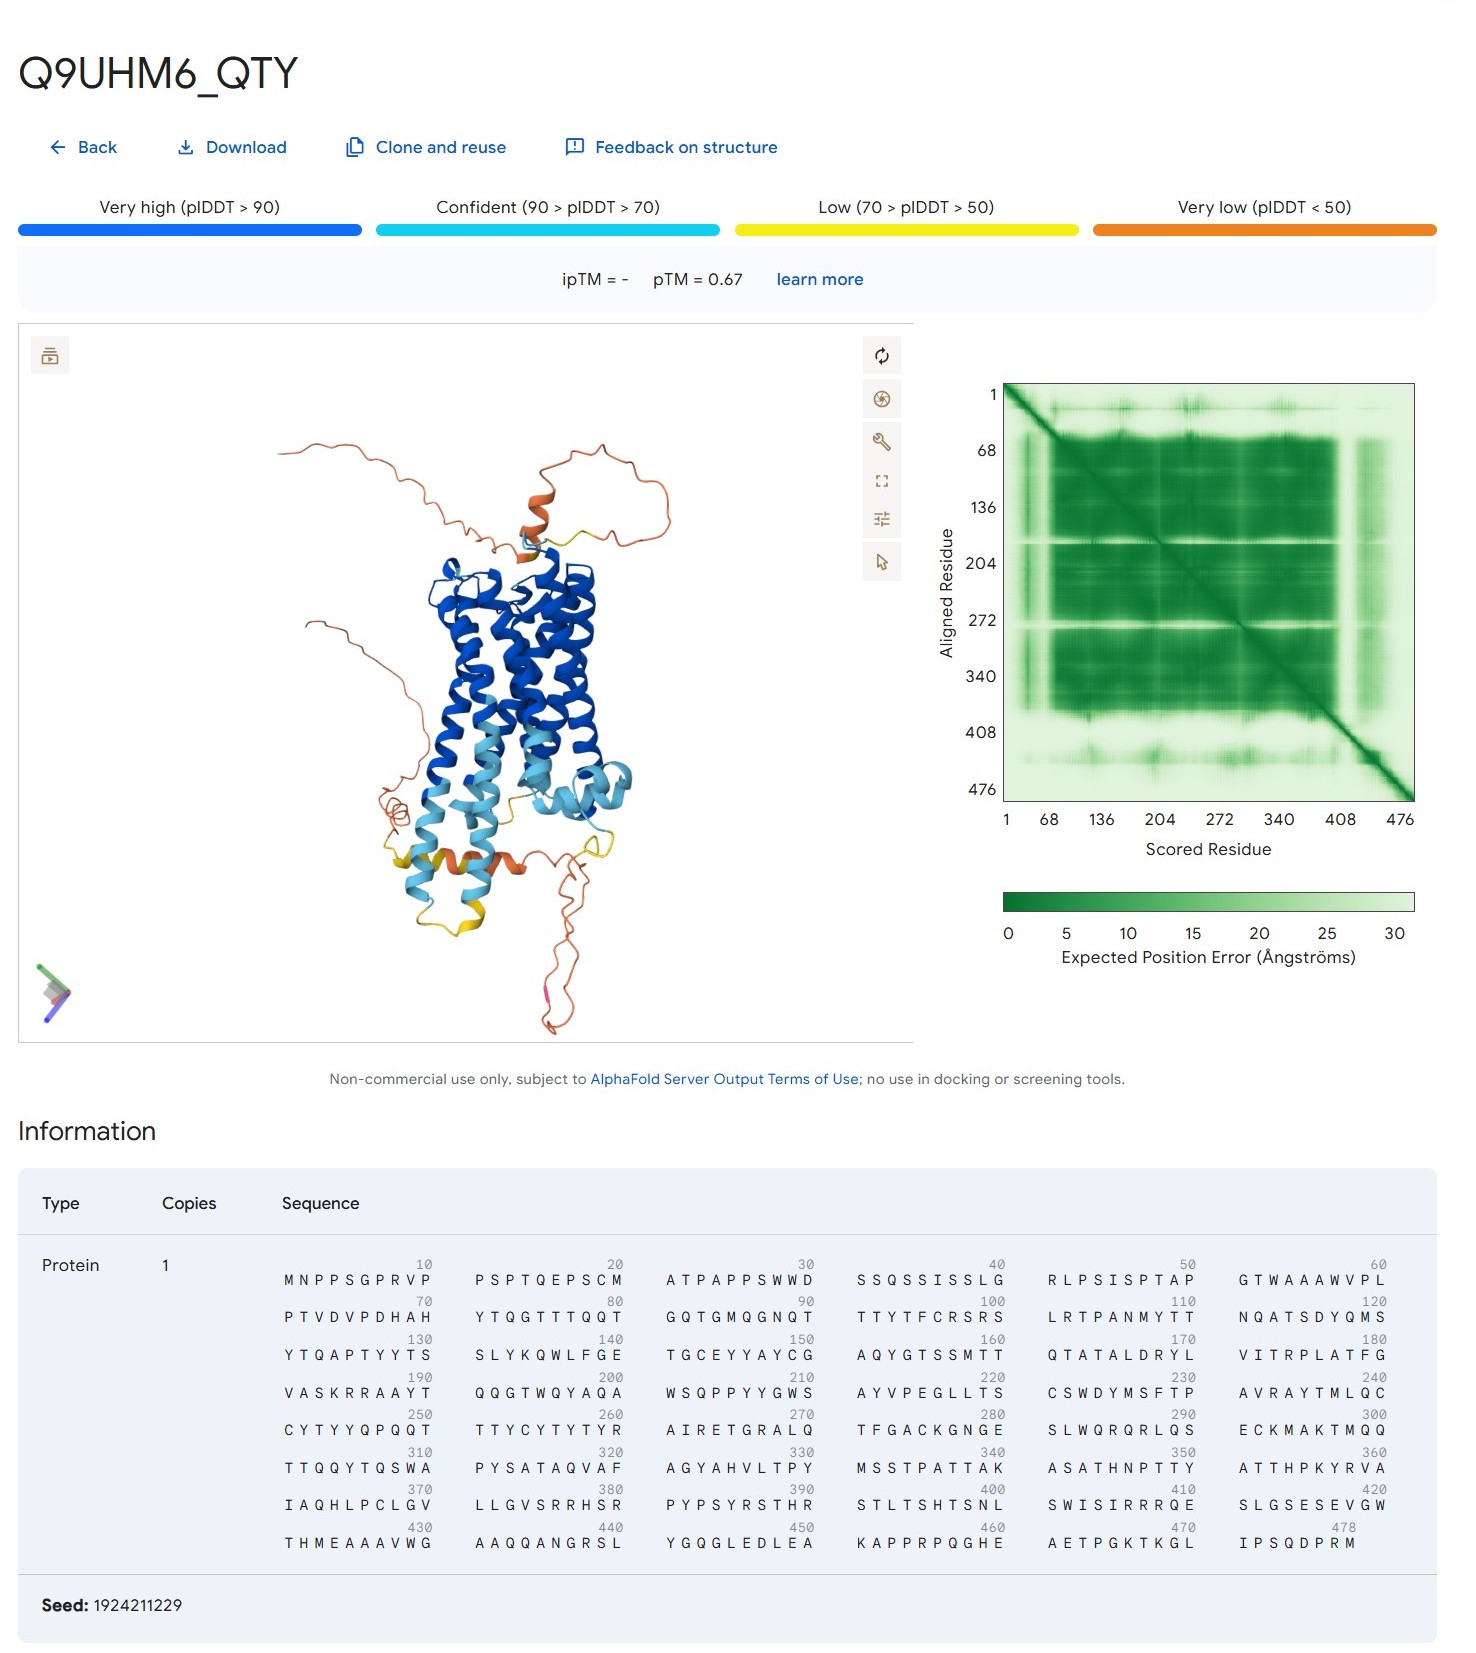 Q9UHM6_QTY
Back Download Clone and reuse Feedback on structure
Very high (plDDT > 90) Confident (90 > plDDT > 70) Low (70 > plDDT > 50) Very low (plDDT < 50)
ipTM = - pTM = 0.67 learn more
1
68
136
204
272
340
408
476
Aligned Residue
1 68 136 204 272 340 408 476
Scored Residue
0 5 10 15 20 25 30
Expected Position Error (Ångströms)
Non-commercial use only, subject to AlphaFold Server Output Terms of Use; no use in docking or screening tools.
Information
Type Copies Sequence
Protein 1
10 20 30 40 50 60
MNPPSGPRVP PSPTQEPSCM ATPAPPSWWD SSQSSISSLG RLPSISPTAP GTWAAAWVPL
70 80 90 100 110 120
PTVDVPDHAH YTQGTTTQQT GQTGMQGNQT TTYTFCRSRS LRTPANMYTT NQATSDYQMS
130 140 150 160 170 180
YTQAPTYYTS SLYKQWLFGE TGCEYYAYCG AQYGTSSMTT QTATALDRYL VITRPLATFG
190 200 210 220 230 240
VASKRRAAYT QQGTWQYAQA WSQPPYYGWS AYVPEGLLTS CSWDYMSFTP AVRAYTMLQC
250 260 270 280 290 300
CYTYYQPQQT TTYCYTYTYR AIRETGRALQ TFGACKGNGE SLWQRQRLQS ECKMAKTMQQ
310 320 330 340 350 360
TTQQYTQSWA PYSATAQVAF AGYAHVLTPY MSSTPATTAK ASATHNPTTY ATTHPKYRVA
370 380 390 400 410 420
IAQHLPCLGV LLGVSRRHSR PYPSYRSTHR STLTSHTSNL SWISIRRRQE SLGSESEVGW
430 440 450 460 470 478
THMEAAAVWG AAQQANGRSL YGQGLEDLEA KAPPRPQGHE AETPGKTKGL IPSQDPRM
Seed: 1924211229